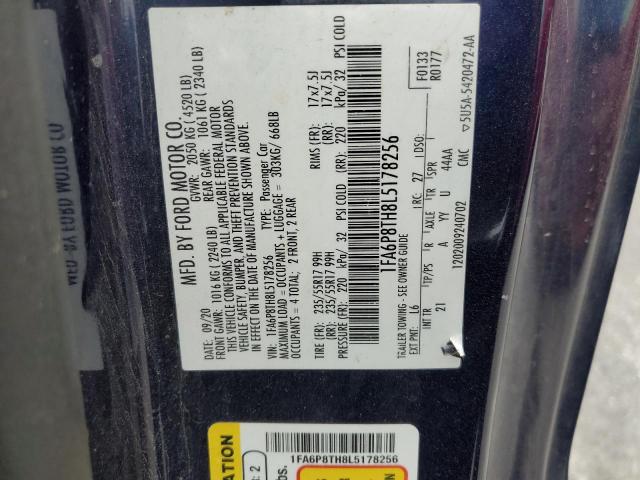 MFD. BY FORD MOTOR CO.
09/20 GVWR: 2050 KG ( 4520 LB)
FRONT GAWR: 1016 KG ( 2240 LB) REAR GAWR: 1061 KG ( 2340 LB)
THIS VEHICLE CONFORMS TO ALL APPLICABLE FEDERAL MOTOR
VEHICLE SAFETY, BUMPER, AND THEFT PREVENTION STANDARDS
IN EFFECT ON THE DATE OF MANUFACTURE SHOWN ABOVE.
VIN: 1FA6P8TH8L5178256 TYPE: Passenger Car
MAXIMUM LOAD = OCCUPANTS + LUGGAGE = 303KG/ 668LB
OCCUPANTS = 4 TOTAL; 2 FRONT, 2 REAR
TIRE (FR): 235/55R17 99H RIMS (FR): 17x7.5J
(RR): 235/55R17 99H (RR): 17x7.5J
PRESSURE (FR): 220 kPa/ 32 PSI COLD (RR): 220 kPa/ 32 PSI COLD
1FA6P8TH8L5178256
TRAILER TOWING - SEE OWNER GUIDE
F0133
R0177
EXT PNT: L6 RC: 27 DSO:
INT TR TP/PS R AXLE TR SPR
21 A YY U 44AA
1202009240702 CMC ▽5U5A-5420472-AA
2
1FA6P8TH8L5178256